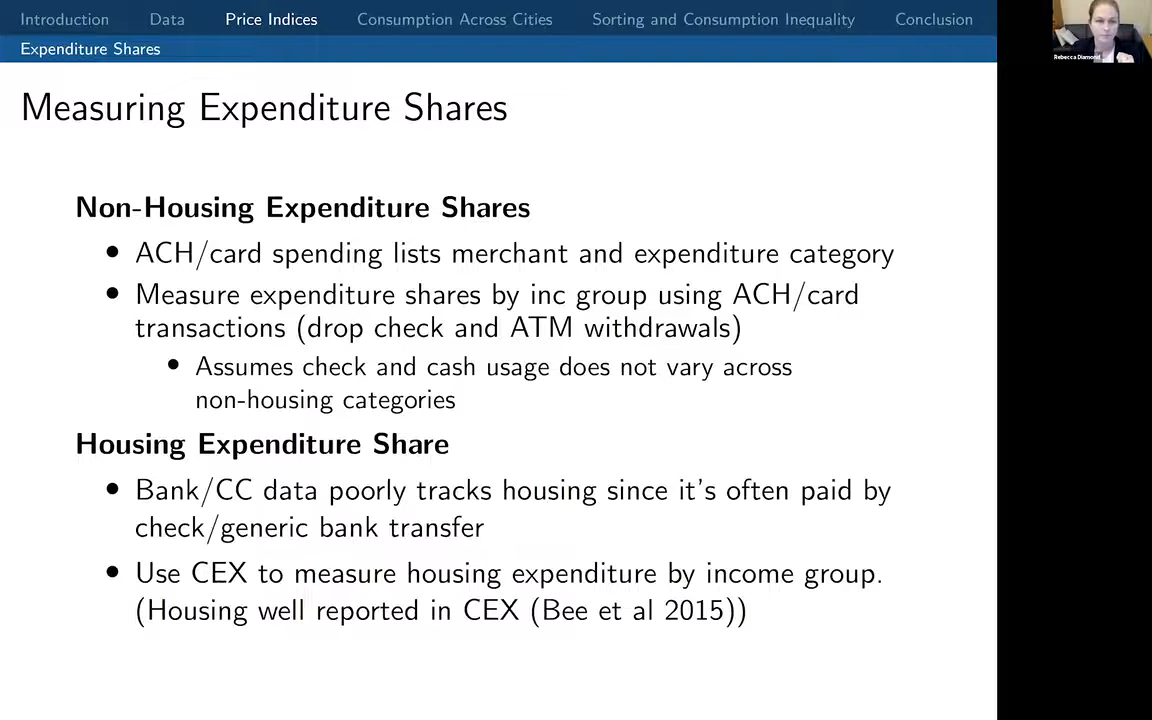 Introduction Data Price Indices Consumption Across Cities Sorting and Consumption Inequality Conclusion
Expenditure Shares
Measuring Expenditure Shares
Non-Housing Expenditure Shares
• ACH/card spending lists merchant and expenditure category
• Measure expenditure shares by inc group using ACH/card
transactions (drop check and ATM withdrawals)
• Assumes check and cash usage does not vary across
non-housing categories
Housing Expenditure Share
• Bank/CC data poorly tracks housing since it's often paid by
check/generic bank transfer
• Use CEX to measure housing expenditure by income group.
(Housing well reported in CEX (Bee et al 2015))
Rebecca Diamond